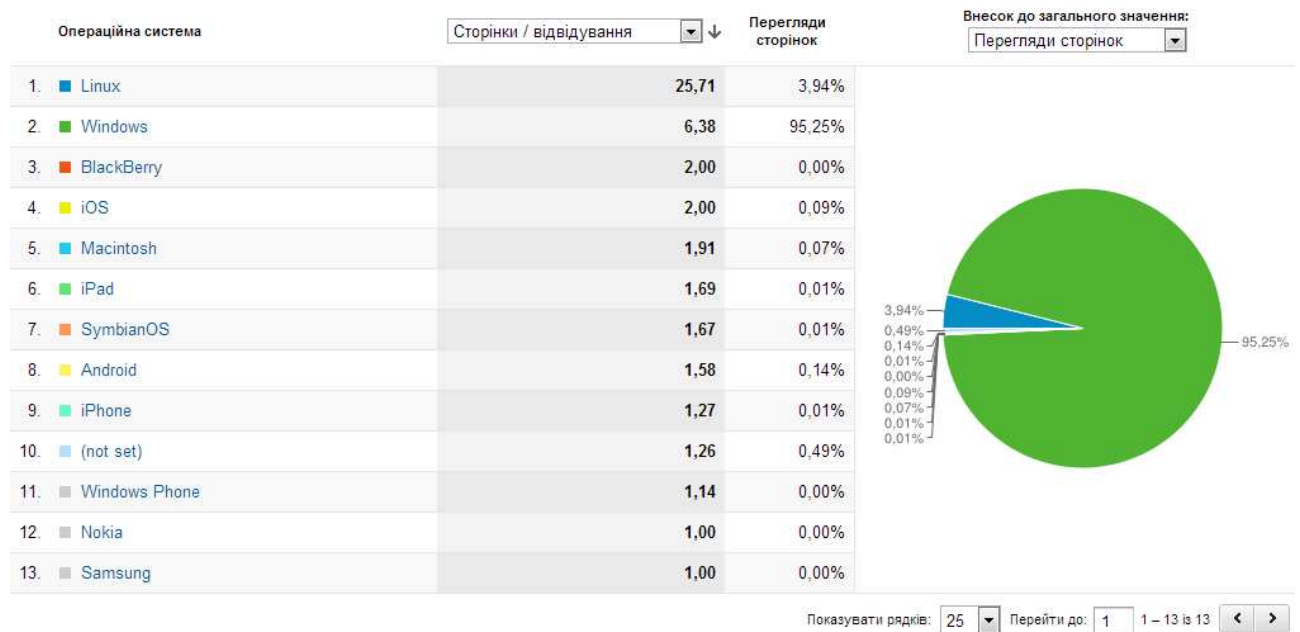 Операційна система
Сторінки / відвідування
Перегляди
сторінок
Внесок до загального значення:
Перегляди сторінок
1. Linux 25,71 3,94%
2. Windows 6,38 95,25%
3. BlackBerry 2,00 0,00%
4. iOS 2,00 0,09%
5. Macintosh 1,91 0,07%
6. iPad 1,69 0,01%
7. SymbianOS 1,67 0,01%
8. Android 1,58 0,14%
9. iPhone 1,27 0,01%
10. (not set) 1,26 0,49%
11. Windows Phone 1,14 0,00%
12. Nokia 1,00 0,00%
13. Samsung 1,00 0,00%
3,94%
0,49%
0,14%
0,01%
0,00%
0,09%
0,07%
0,01%
0,01%
95,25%
Показувати рядків: 25 Перейти до: 1 1 – 13 із 13